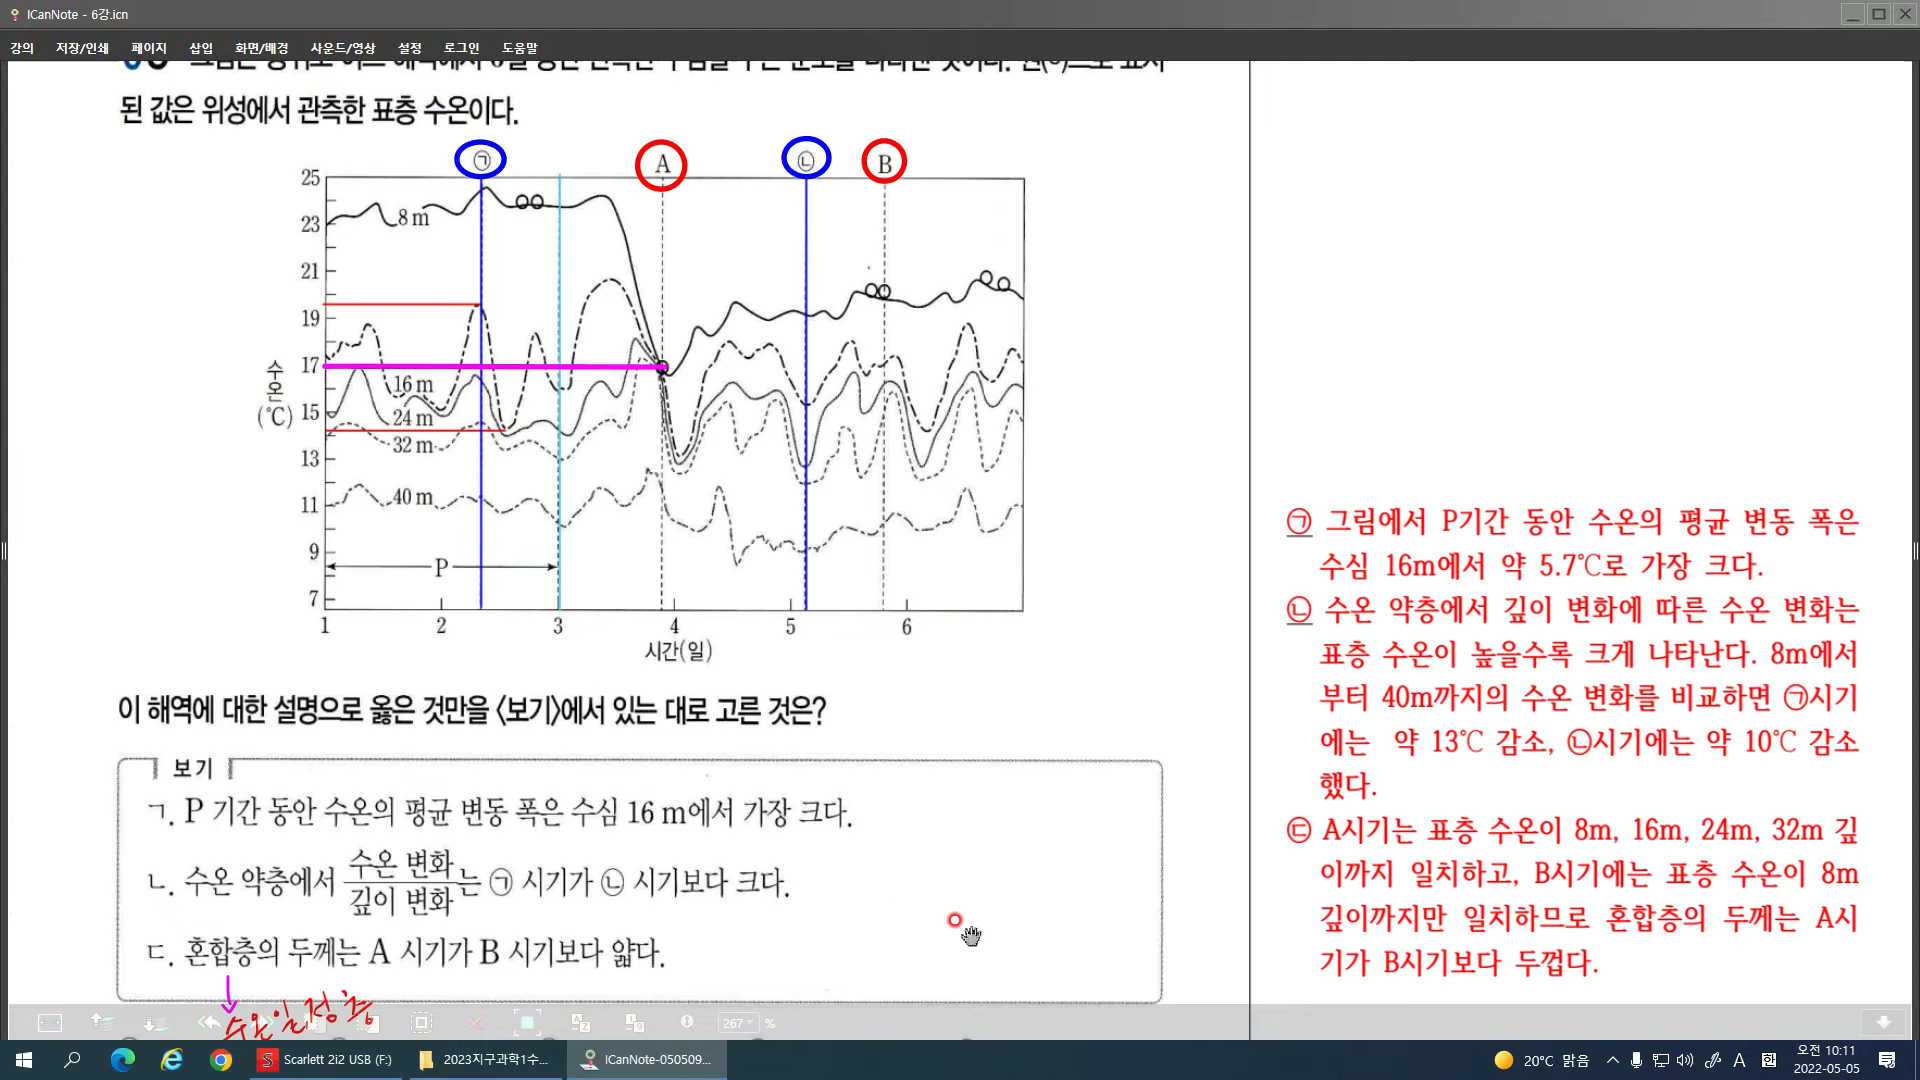 ICanNote - 6강.icn
강의 저장/인쇄 페이지 삽입 화면/배경 사운드/영상 설정 로그인 도움말
된 값은 위성에서 관측한 표층 수온이다.
㉠ A ㉡ B
25
23
21
19
17
15
13
11
9
7
수온
(℃)
8 m
16 m
24 m
32 m
40 m
P
1 2 3 4 5 6
시간(일)
이 해역에 대한 설명으로 옳은 것만을 〈보기〉에서 있는 대로 고른 것은?
보기
ㄱ. P 기간 동안 수온의 평균 변동 폭은 수심 16 m에서 가장 크다.
ㄴ. 수온 약층에서 수온 변화/깊이 변화는 ㉠ 시기가 ㉡ 시기보다 크다.
ㄷ. 혼합층의 두께는 A 시기가 B 시기보다 얇다.
수온일정층
㉠ 그림에서 P기간 동안 수온의 평균 변동 폭은
수심 16m에서 약 5.7℃로 가장 크다.
㉡ 수온 약층에서 깊이 변화에 따른 수온 변화는
표층 수온이 높을수록 크게 나타난다. 8m에서
부터 40m까지의 수온 변화를 비교하면 ㉠시기
에는 약 13℃ 감소, ㉡시기에는 약 10℃ 감소
했다.
㉢ A시기는 표층 수온이 8m, 16m, 24m, 32m 깊
이까지 일치하고, B시기에는 표층 수온이 8m
깊이까지만 일치하므로 혼합층의 두께는 A시
기가 B시기보다 두껍다.
267 %
Scarlett 2i2 USB (F:) 2023지구과학1수... ICanNote-050509...
20°C 맑음 A 한 오전 10:11
2022-05-05